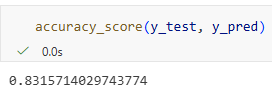 accuracy_score(y_test, y_pred)
✓ 0.0s
0.8315714029743774